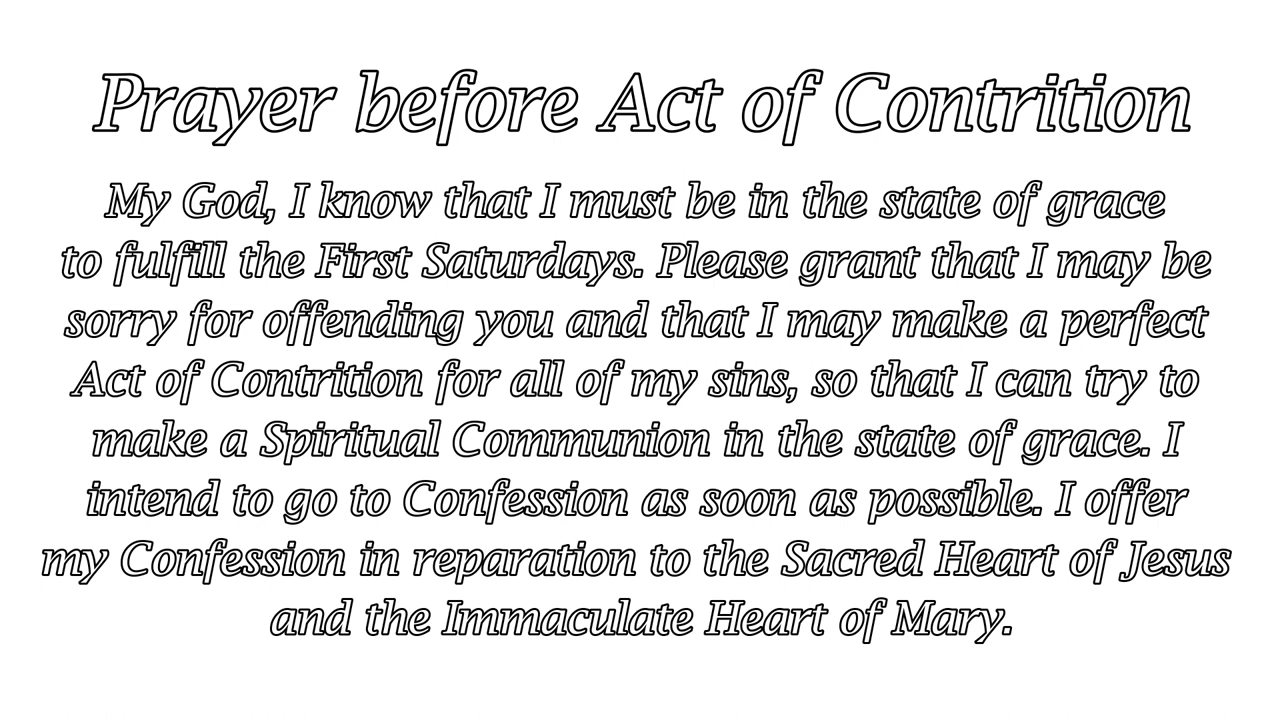 Prayer before Act of Contrition
My God, I know that I must be in the state of grace
to fulfill the First Saturdays. Please grant that I may be
sorry for offending you and that I may make a perfect
Act of Contrition for all of my sins, so that I can try to
make a Spiritual Communion in the state of grace. I
intend to go to Confession as soon as possible. I offer
my Confession in reparation to the Sacred Heart of Jesus
and the Immaculate Heart of Mary.